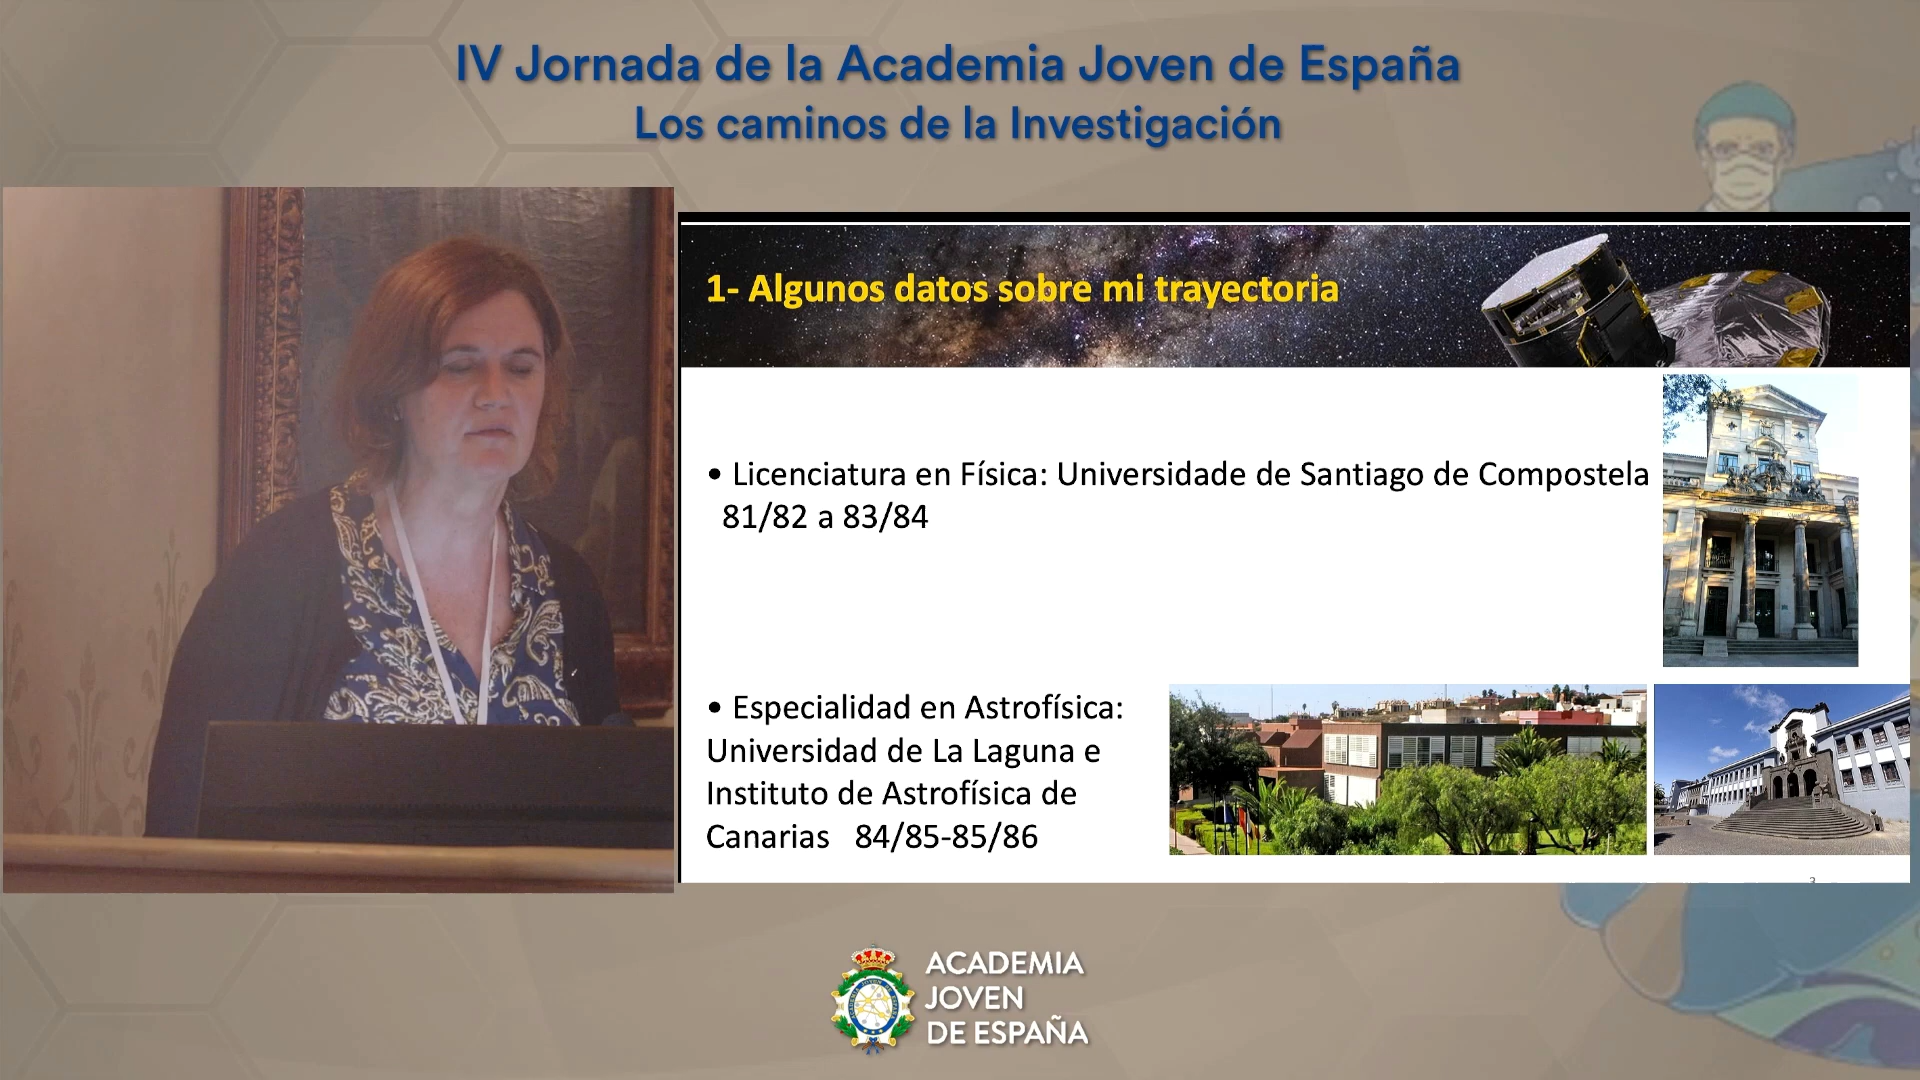 IV Jornada de la Academia Joven de España
Los caminos de la Investigación
1- Algunos datos sobre mi trayectoria
• Licenciatura en Física: Universidade de Santiago de Compostela
81/82 a 83/84
• Especialidad en Astrofísica:
Universidad de La Laguna e
Instituto de Astrofísica de
Canarias 84/85-85/86
3
ACADEMIA
JOVEN
DE ESPAÑA